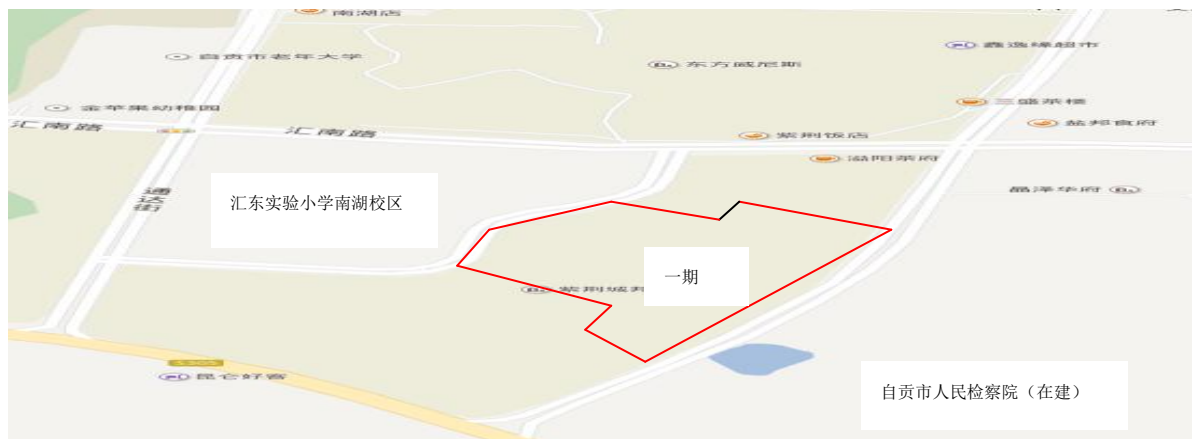 南湖店
自贡市老年大学
鑫逸缘超市
东方威尼斯
金苹果幼稚园
三盛茶楼
汇南路
汇南路
紫荆饭店
盐邦食府
滋阳茶府
通达街
汇东实验小学南湖校区
晶泽华府
一期
紫荆城邦
昆仑好客
自贡市人民检察院（在建）